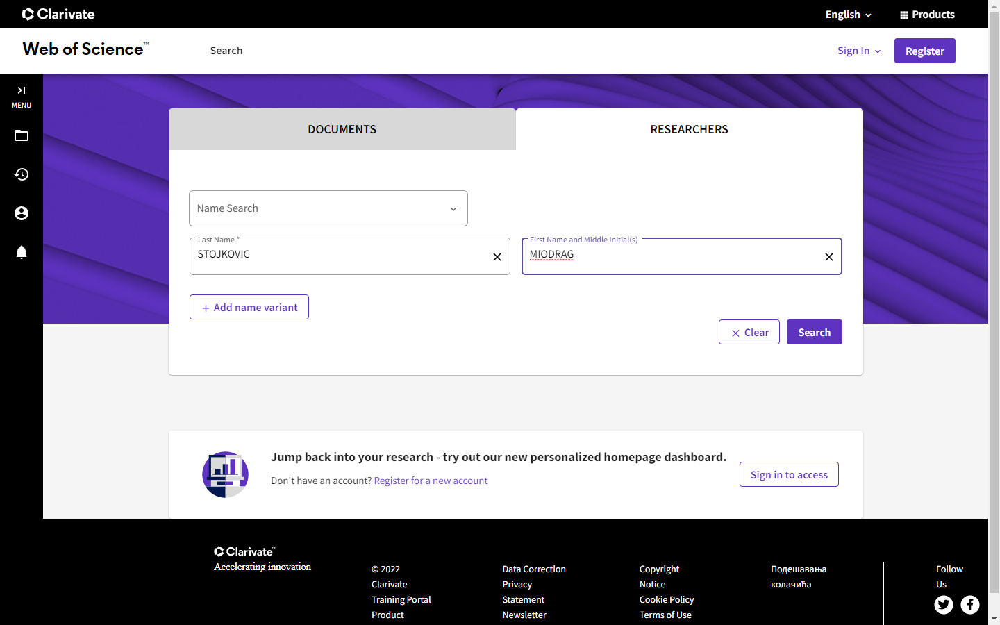 Clarivate
English
Products
Web of Science™
Search
Sign In
Register
MENU
DOCUMENTS
RESEARCHERS
Name Search
Last Name *
STOJKOVIC
First Name and Middle Initial(s)
MIODRAG
+ Add name variant
Clear
Search
Jump back into your research - try out our new personalized homepage dashboard.
Don't have an account? Register for a new account
Sign in to access
Clarivate™
Accelerating innovation
© 2022
Clarivate
Training Portal
Product
Data Correction
Privacy
Statement
Newsletter
Copyright
Notice
Cookie Policy
Terms of Use
Подешавања
колачића
Follow
Us